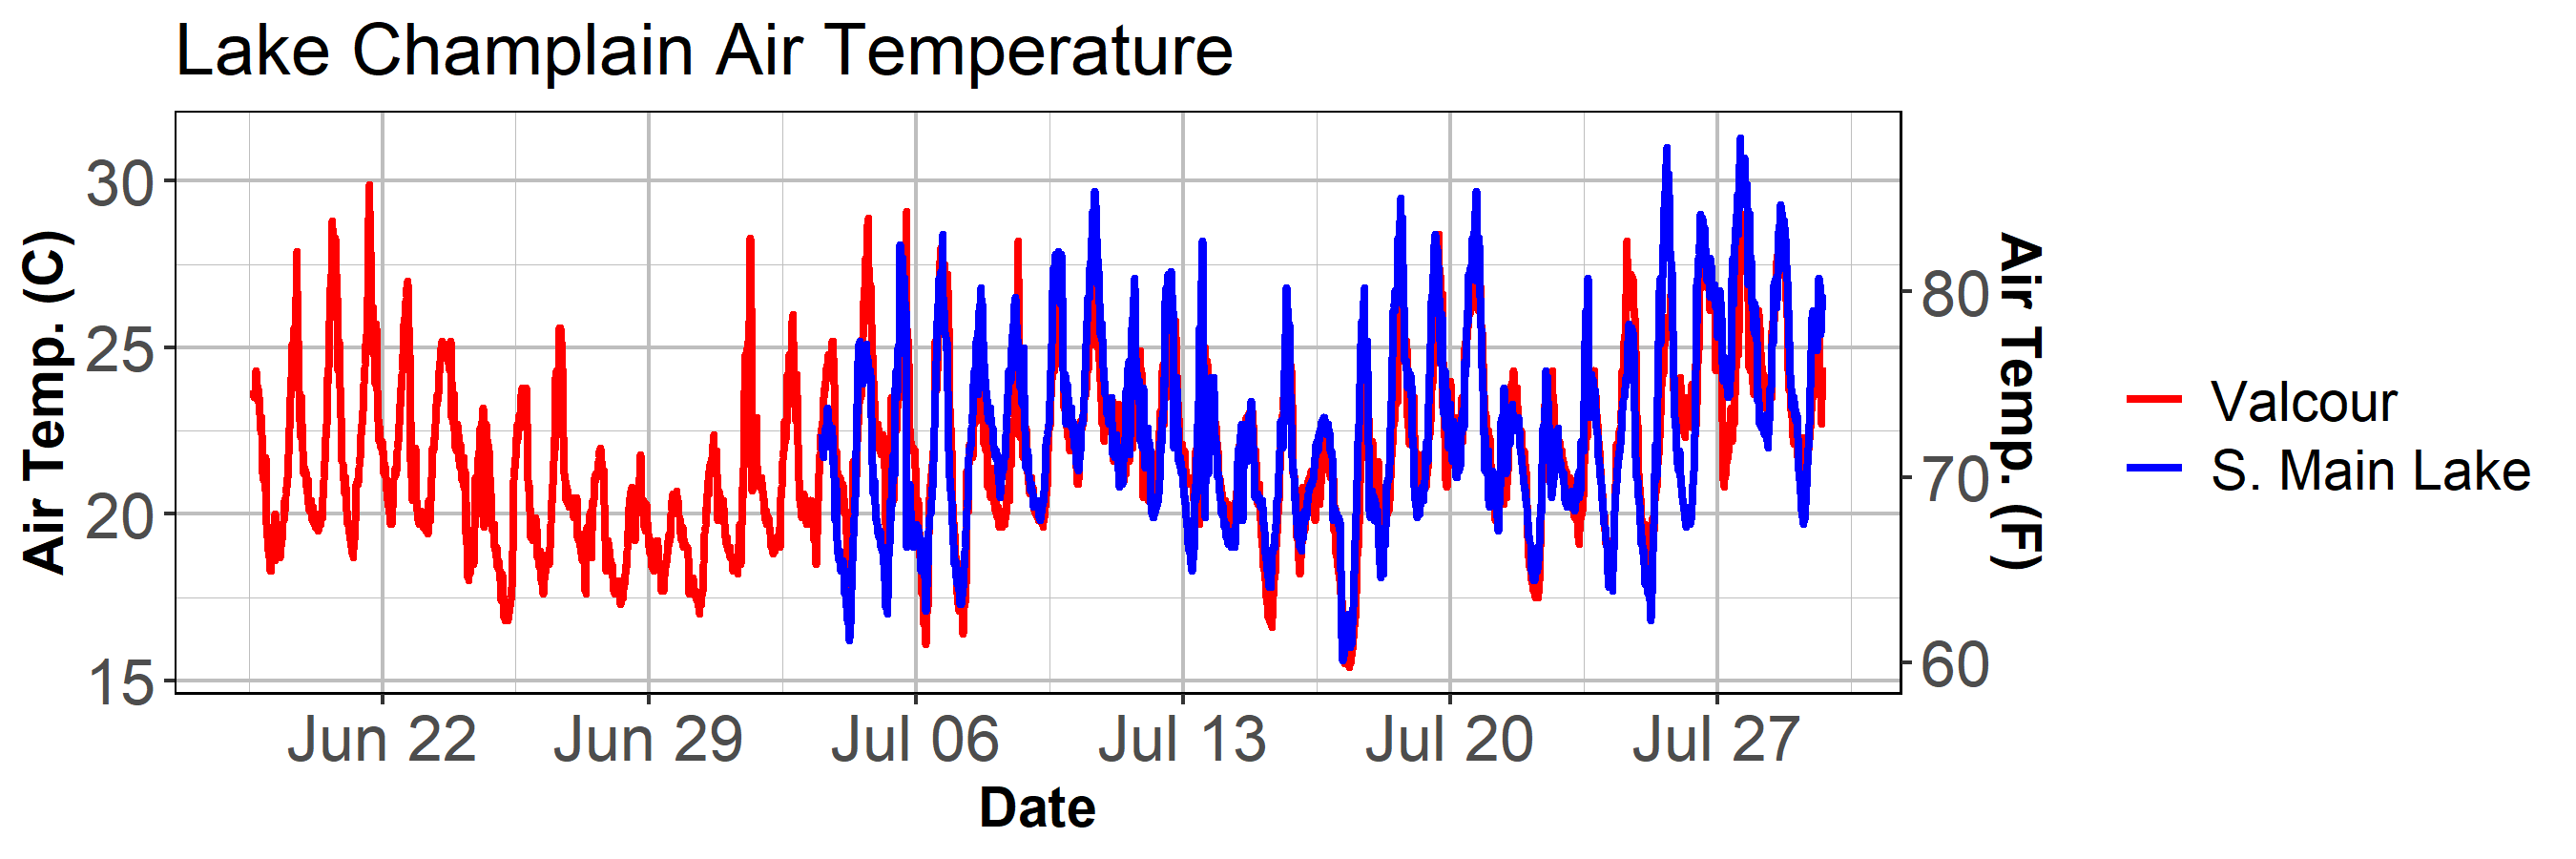 Lake Champlain Air Temperature
Air Temp. (C)
30
25
20
15
Air Temp. (F)
80
70
60
Jun 22
Jun 29
Jul 06
Jul 13
Jul 20
Jul 27
Date
Valcour
S. Main Lake